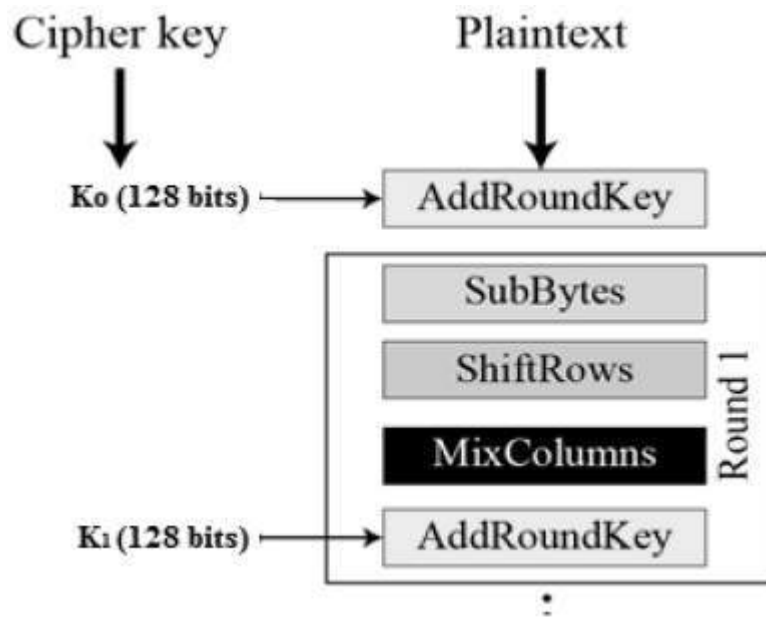 Cipher key Plaintext
K₀ (128 bits) AddRoundKey
SubBytes
ShiftRows
MixColumns
Round 1
K₁ (128 bits) AddRoundKey